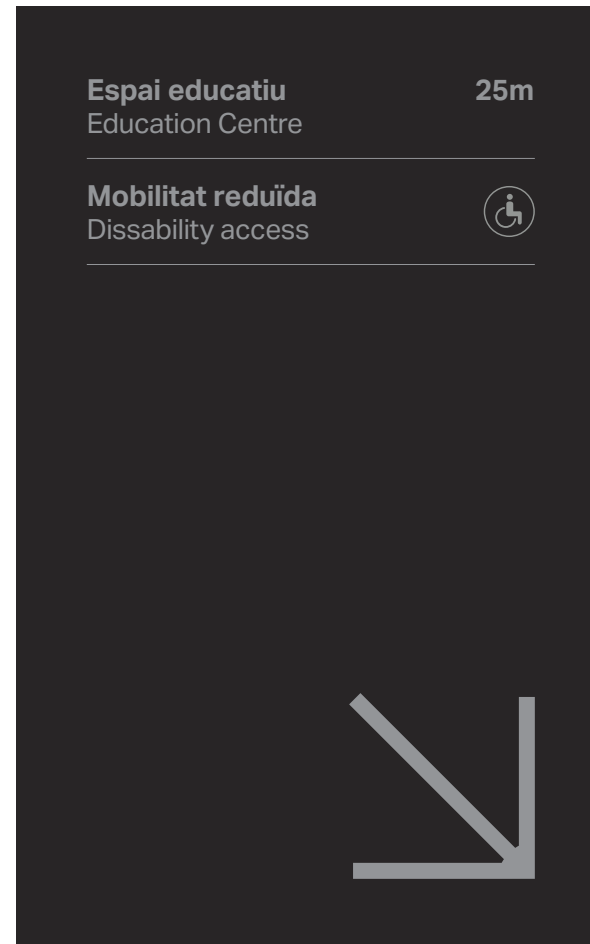 Espai educatiu 25m
Education Centre
Mobilitat reduïda
Dissability access